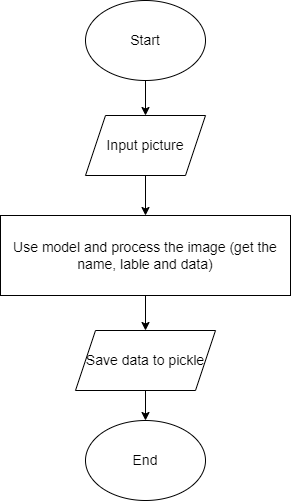 Start
Input picture
Use model and process the image (get the
name, lable and data)
Save data to pickle
End